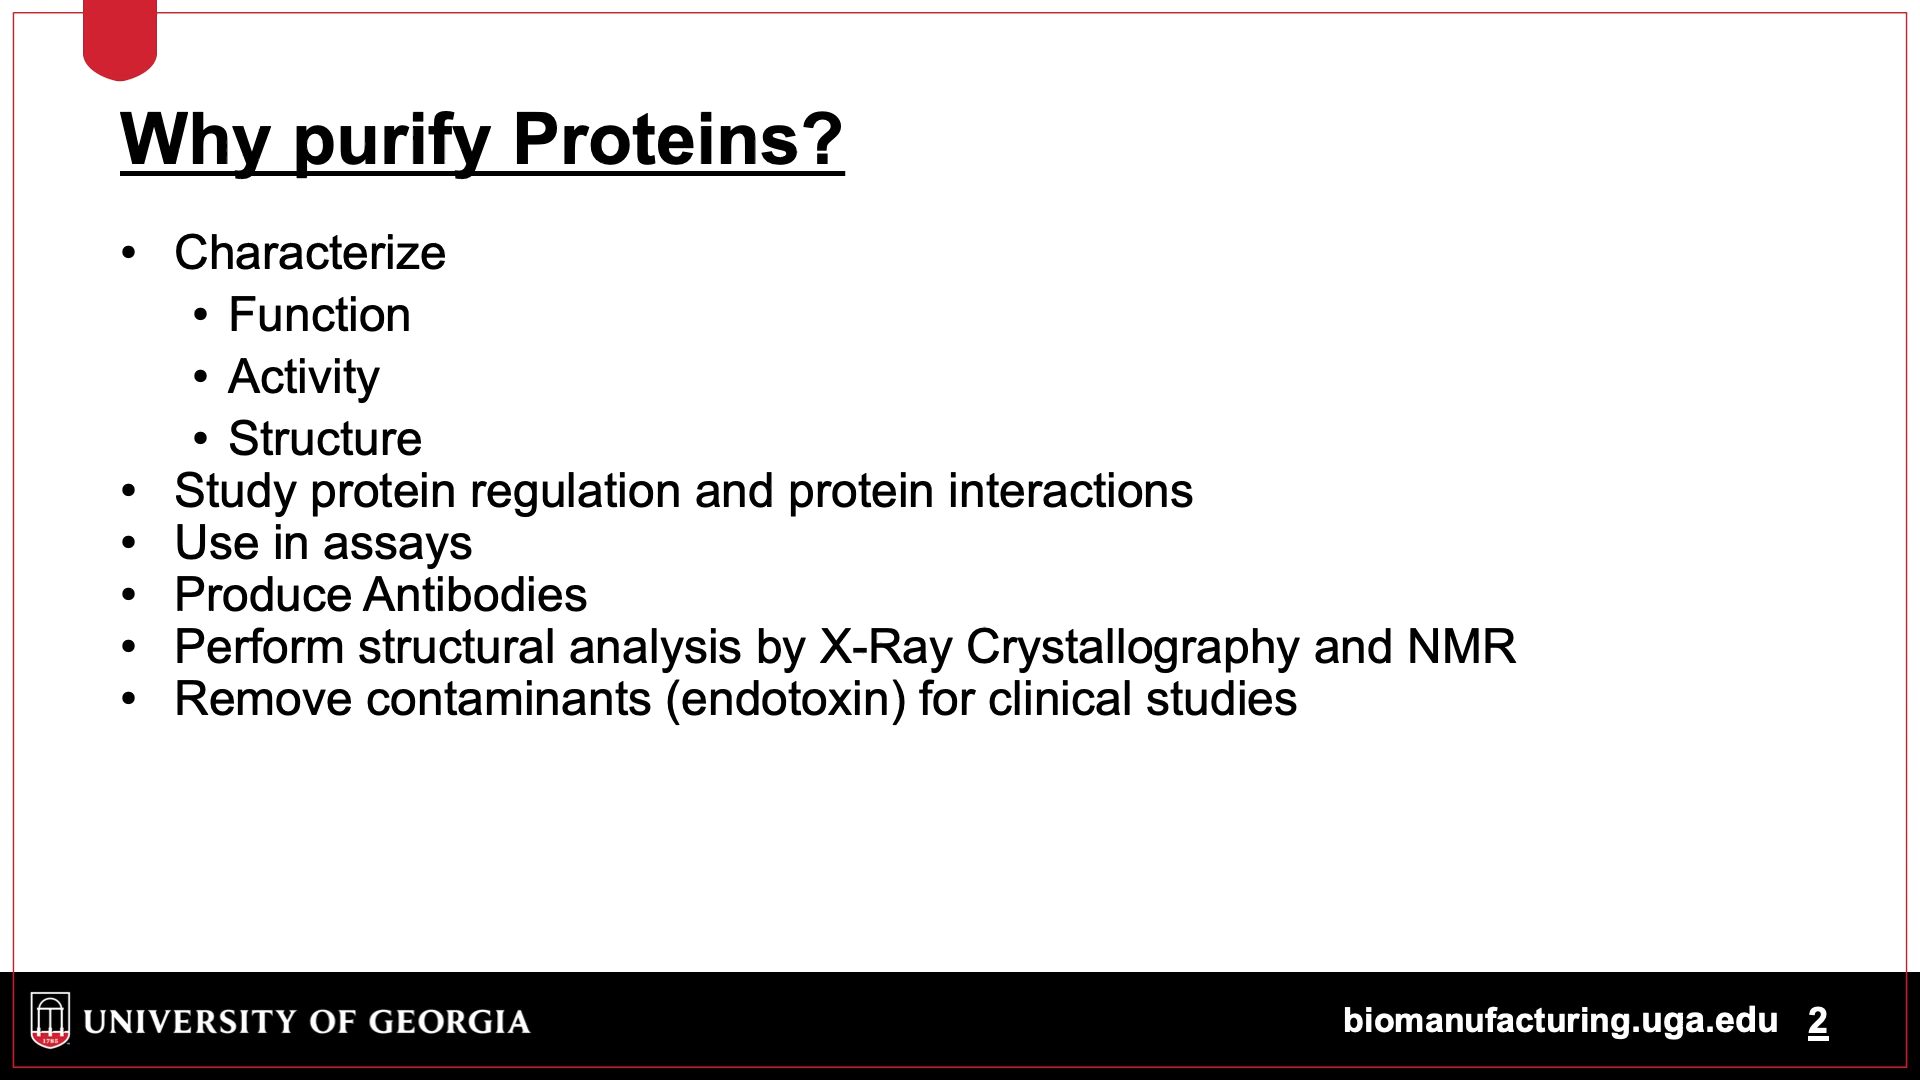 Why purify Proteins?
• Characterize
• Function
• Activity
• Structure
• Study protein regulation and protein interactions
• Use in assays
• Produce Antibodies
• Perform structural analysis by X-Ray Crystallography and NMR
• Remove contaminants (endotoxin) for clinical studies
1785
UNIVERSITY OF GEORGIA
biomanufacturing.uga.edu 2